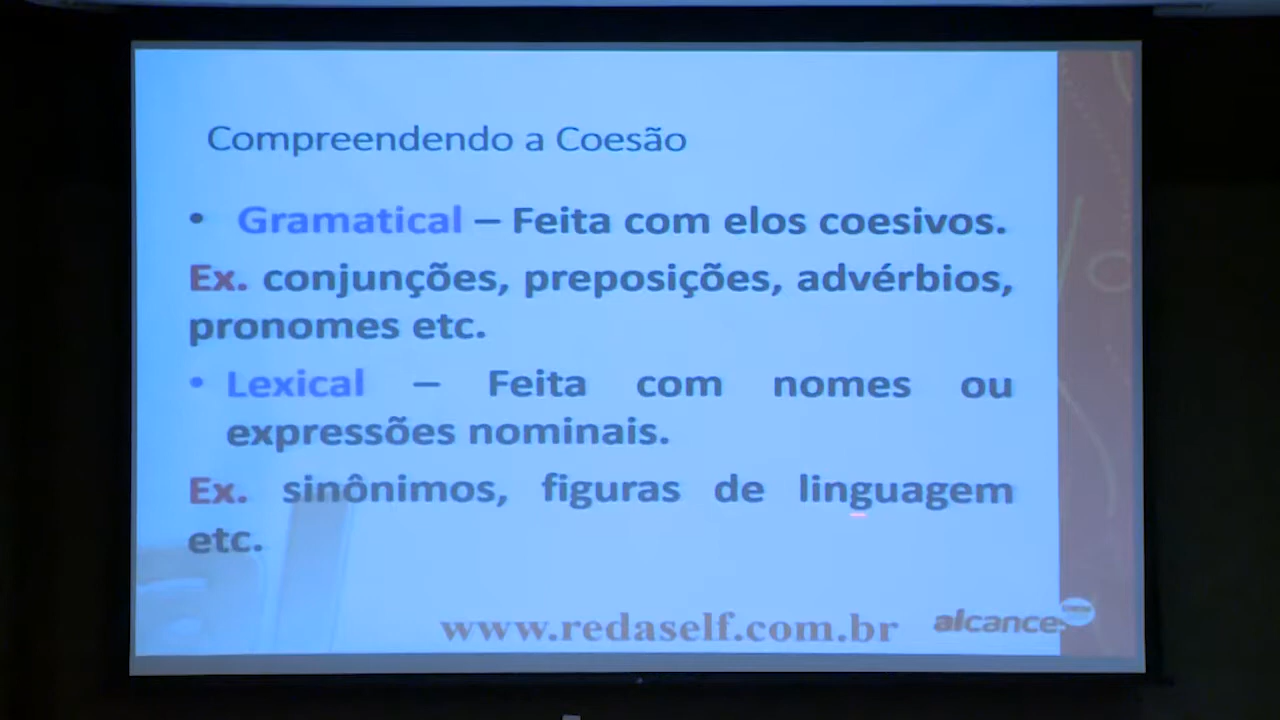 Compreendendo a Coesão
• Gramatical – Feita com elos coesivos.
Ex. conjunções, preposições, advérbios,
pronomes etc.
• Lexical – Feita com nomes ou
expressões nominais.
Ex. sinônimos, figuras de linguagem
etc.
www.redaself.com.br
alcance.